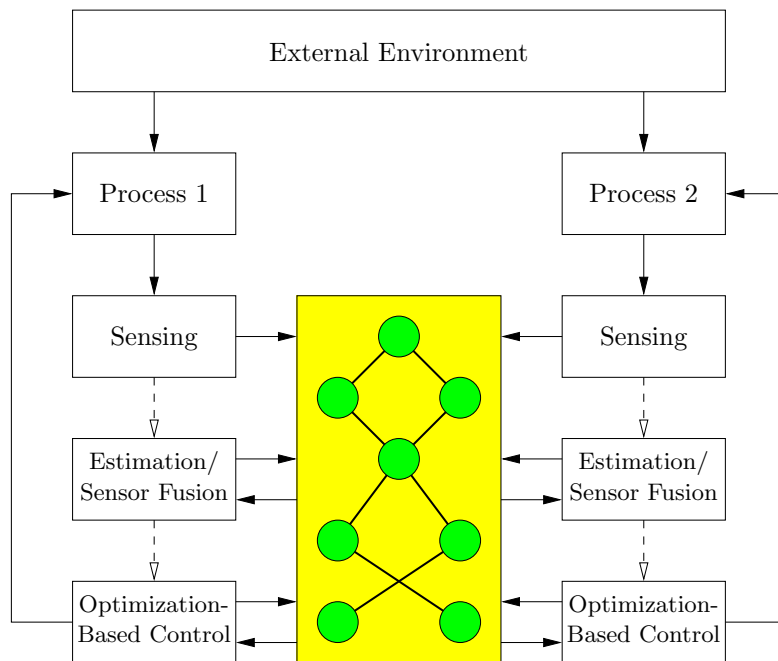 External Environment
Process 1
Process 2
Sensing
Sensing
Estimation/
Sensor Fusion
Estimation/
Sensor Fusion
Optimization-
Based Control
Optimization-
Based Control